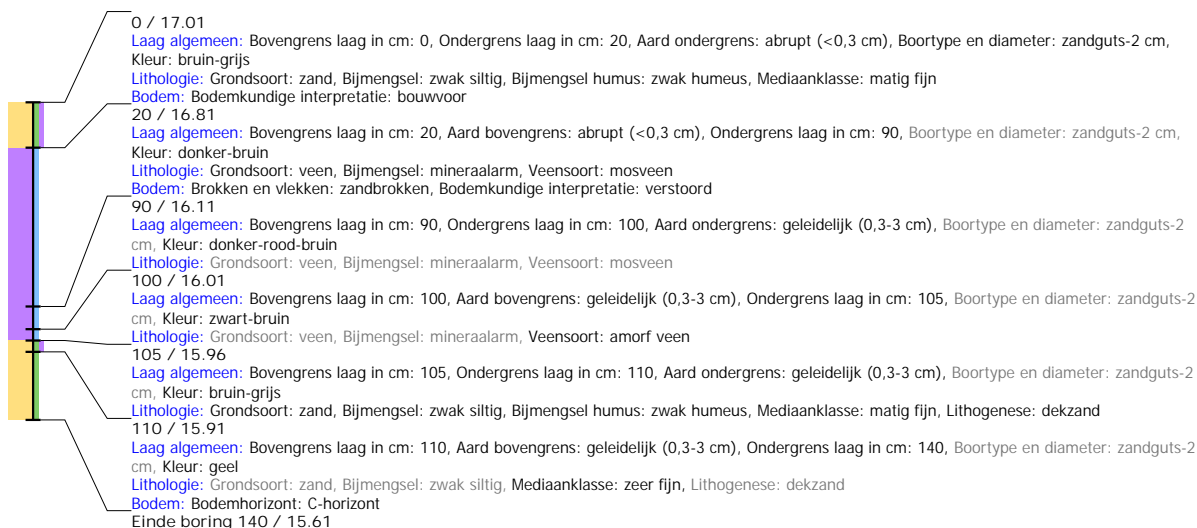 0 / 17.01
Laag algemeen: Bovengrens laag in cm: 0, Ondergrens laag in cm: 20, Aard ondergrens: abrupt (<0,3 cm), Boortype en diameter: zandguts-2 cm,
Kleur: bruin-grijs
Lithologie: Grondsoort: zand, Bijmengsel: zwak siltig, Bijmengsel humus: zwak humeus, Mediaanklasse: matig fijn
Bodem: Bodemkundige interpretatie: bouwvoor
20 / 16.81
Laag algemeen: Bovengrens laag in cm: 20, Aard bovengrens: abrupt (<0,3 cm), Ondergrens laag in cm: 90, Boortype en diameter: zandguts-2 cm,
Kleur: donker-bruin
Lithologie: Grondsoort: veen, Bijmengsel: mineraalarm, Veensoort: mosveen
Bodem: Brokken en vlekken: zandbrokken, Bodemkundige interpretatie: verstoord
90 / 16.11
Laag algemeen: Bovengrens laag in cm: 90, Ondergrens laag in cm: 100, Aard ondergrens: geleidelijk (0,3-3 cm), Boortype en diameter: zandguts-2
cm, Kleur: donker-rood-bruin
Lithologie: Grondsoort: veen, Bijmengsel: mineraalarm, Veensoort: mosveen
100 / 16.01
Laag algemeen: Bovengrens laag in cm: 100, Aard bovengrens: geleidelijk (0,3-3 cm), Ondergrens laag in cm: 105, Boortype en diameter: zandguts-2
cm, Kleur: zwart-bruin
Lithologie: Grondsoort: veen, Bijmengsel: mineraalarm, Veensoort: amorf veen
105 / 15.96
Laag algemeen: Bovengrens laag in cm: 105, Ondergrens laag in cm: 110, Aard ondergrens: geleidelijk (0,3-3 cm), Boortype en diameter: zandguts-2
cm, Kleur: bruin-grijs
Lithologie: Grondsoort: zand, Bijmengsel: zwak siltig, Bijmengsel humus: zwak humeus, Mediaanklasse: matig fijn, Lithogenese: dekzand
110 / 15.91
Laag algemeen: Bovengrens laag in cm: 110, Aard bovengrens: geleidelijk (0,3-3 cm), Ondergrens laag in cm: 140, Boortype en diameter: zandguts-2
cm, Kleur: geel
Lithologie: Grondsoort: zand, Bijmengsel: zwak siltig, Mediaanklasse: zeer fijn, Lithogenese: dekzand
Bodem: Bodemhorizont: C-horizont
Einde boring 140 / 15.61